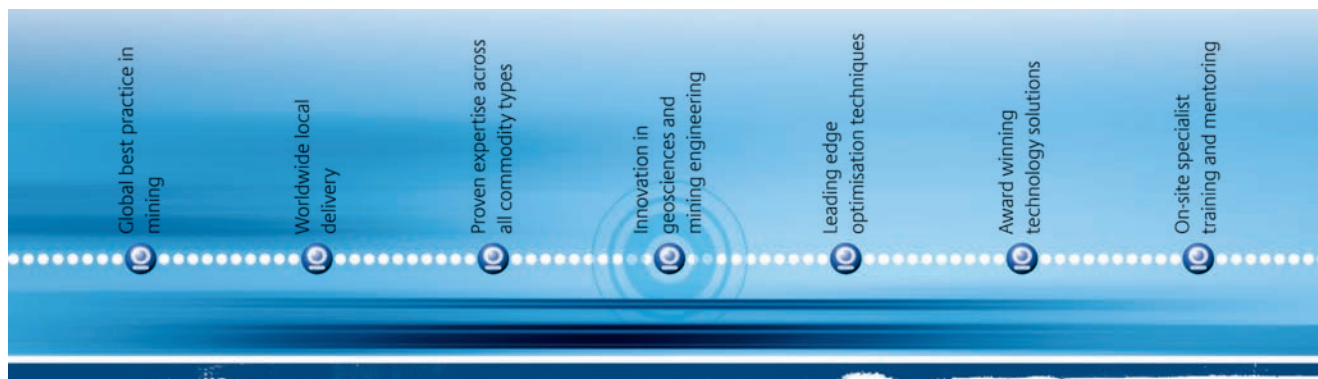 Global best practice in
mining
Worldwide local
delivery
Proven expertise across
all commodity types
Innovation in
geosciences and
mining engineering
Leading edge
optimisation techniques
Award winning
technology solutions
On-site specialist
training and mentoring